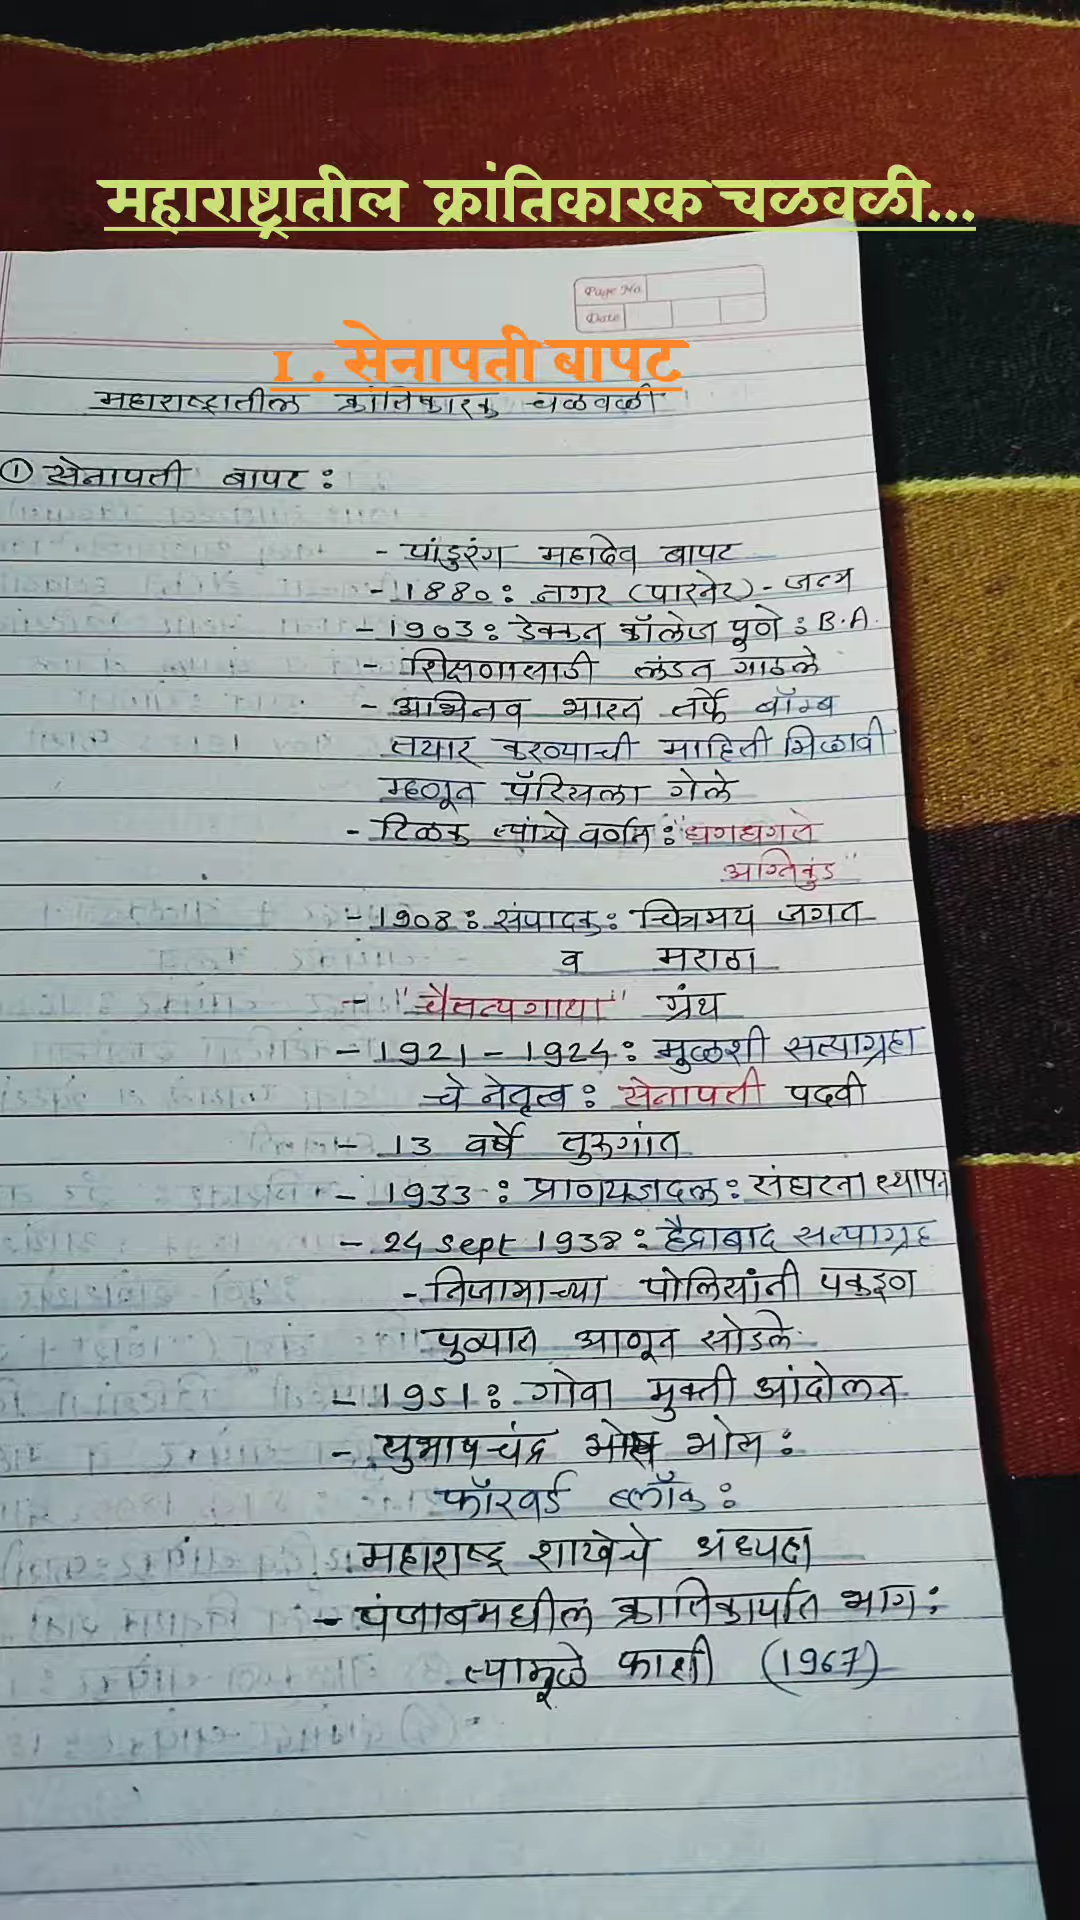 महाराष्ट्रातील क्रांतिकारक चळवळी...
Page No.
Date
1. सेनापती बापट
महाराष्ट्रातील क्रांतिकारक चळवळी
① सेनापती बापट :
- पांडुरंग महादेव बापट
- 1880 : नगर (पारनेर) - जन्म
- 1903 : डेक्कन कॉलेज पूणे : B.A.
- शिक्षणासाठी लंडन गाठले
- अभिनव भारत तर्फे बॉम्ब
तयार करण्याची माहिती मिळावी
म्हणून पॅरिसला गेले
- टिळक त्यांचे वर्णन : "धगधगते
अग्निकुंड"
- 1908 : संपादक : चित्रमय जगत
व मराठा
- "चैतन्यगाथा" ग्रंथ
- 1921 - 1924 : मुळशी सत्याग्रहा
चे नेतृत्व : सेनापती पदवी
- 13 वर्षे तुरुगांत
- 1933 : प्राणयज्ञदल : संघटना स्थापन
- 24 sept 1938 : हैद्राबाद सत्याग्रह
- निजामाच्या पोलिसांनी पकडून
पुण्यात आणून सोडले
- 1951 : गोवा मुक्ती आंदोलन
- सुभाषचंद्र भोस :
फॉरवर्ड ब्लॉक :
महाराष्ट्र शाखेचे अध्यक्ष
- पंजाबमधील क्रातिकार्यात भाग :
त्यामूळे फाशी (1967)